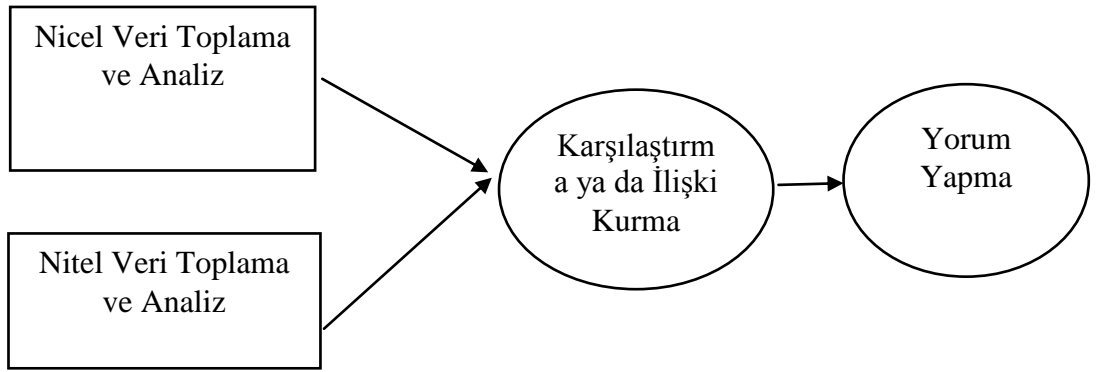 Nicel Veri Toplama
ve Analiz
Nitel Veri Toplama
ve Analiz
Karşılaştırm
a ya da İlişki
Kurma
Yorum
Yapma